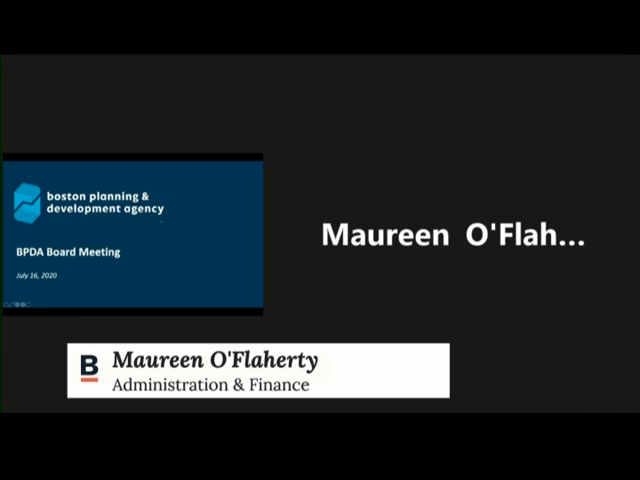 boston planning &
development agency
BPDA Board Meeting
July 16, 2020
Maureen O'Flah...
B
Maureen O'Flaherty
Administration & Finance